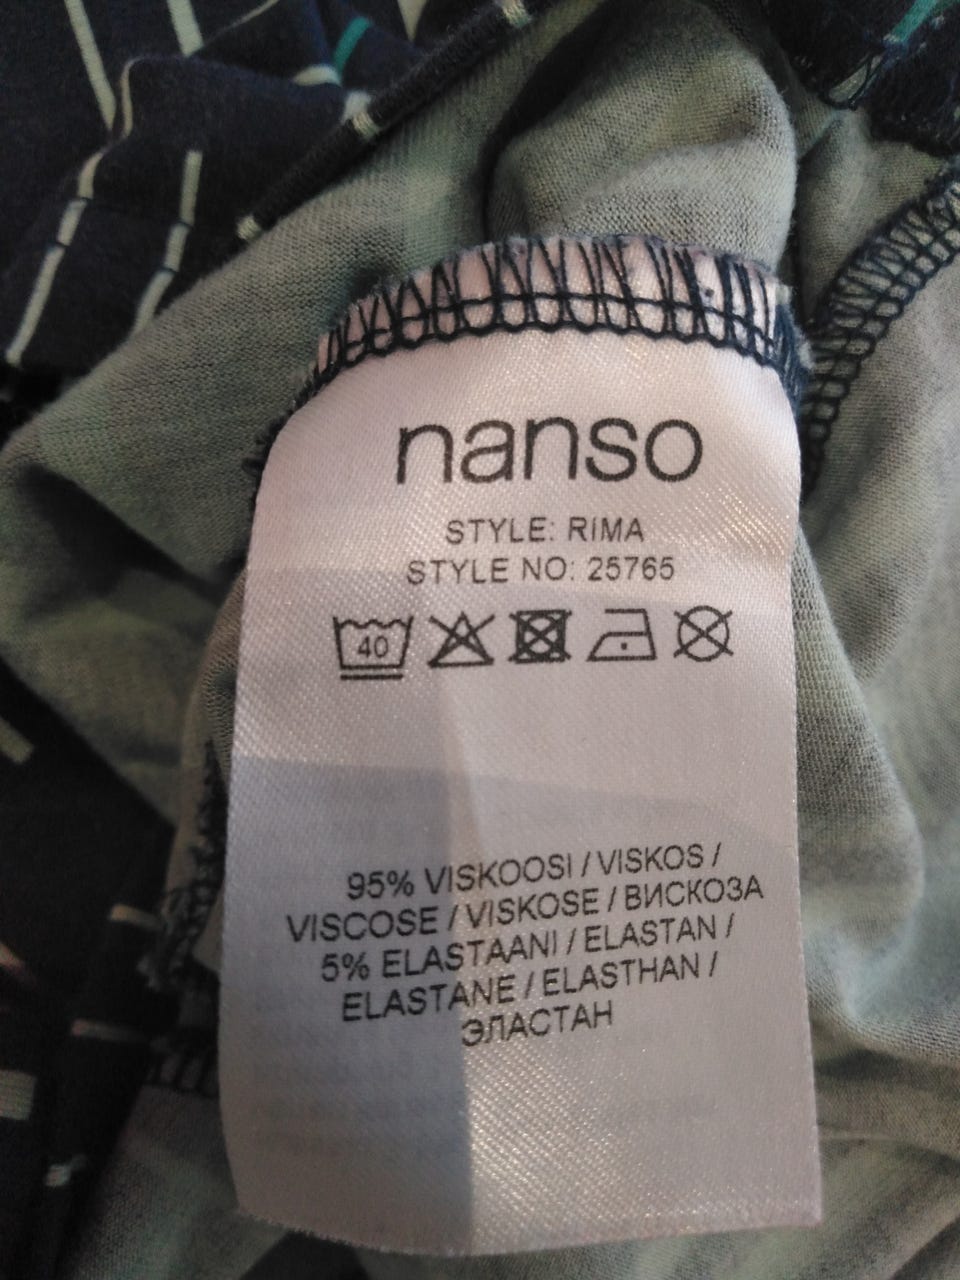 nanso
STYLE: RIMA
STYLE NO: 25765
40
95% VISKOOSI / VISKOS /
VISCOSE / VISKOSE / ВИСКОЗА
5% ELASTAANI / ELASTAN /
ELASTANE / ELASTHAN /
ЭЛАСТАН